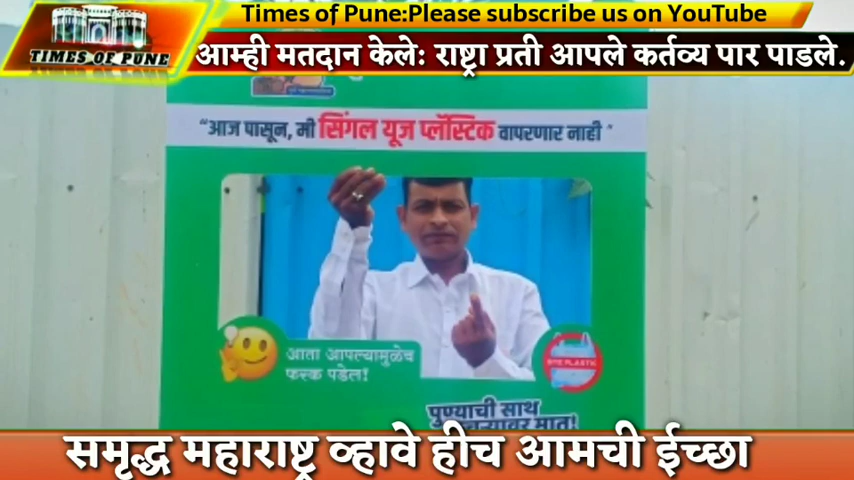 Times of Pune:Please subscribe us on YouTube
TIMES OF PUNE
आम्ही मतदान केले: राष्ट्रा प्रती आपले कर्तव्य पार पाडले.
“आज पासून, मी सिंगल यूज प्लॅस्टिक वापरणार नाही”
आता आपल्यामुळेच
फरक पडेल!
PLASTIC
पुण्याची साथ
मात!
समृद्ध महाराष्ट्र व्हावे हीच आमची ईच्छा